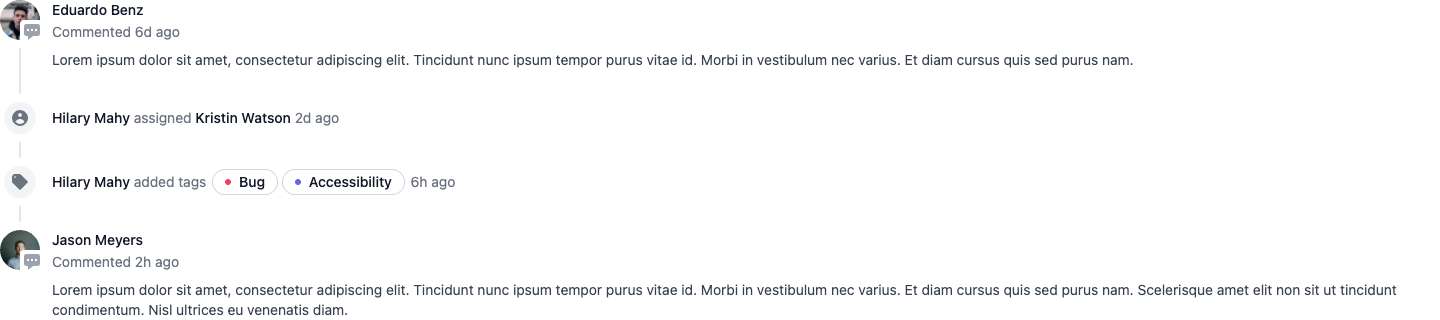 Eduardo Benz
Commented 6d ago
Lorem ipsum dolor sit amet, consectetur adipiscing elit. Tincidunt nunc ipsum tempor purus vitae id. Morbi in vestibulum nec varius. Et diam cursus quis sed purus nam.
Hilary Mahy assigned Kristin Watson 2d ago
Hilary Mahy added tags Bug Accessibility 6h ago
Jason Meyers
Commented 2h ago
Lorem ipsum dolor sit amet, consectetur adipiscing elit. Tincidunt nunc ipsum tempor purus vitae id. Morbi in vestibulum nec varius. Et diam cursus quis sed purus nam. Scelerisque amet elit non sit ut tincidunt
condimentum. Nisl ultrices eu venenatis diam.